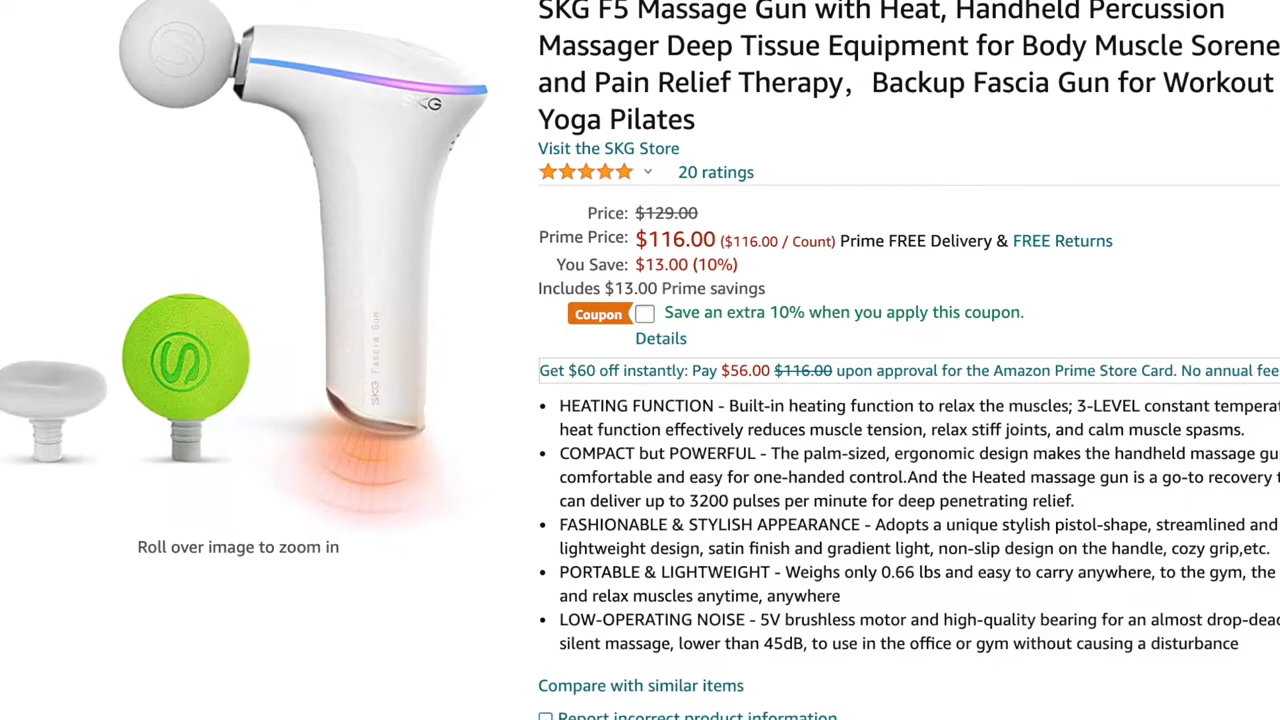 SKG F5 Massage Gun with Heat, Handheld Percussion
Massager Deep Tissue Equipment for Body Muscle Sorene
and Pain Relief Therapy，Backup Fascia Gun for Workout
Yoga Pilates
Visit the SKG Store
20 ratings
Price: $129.00
Prime Price: $116.00 ($116.00 / Count) Prime FREE Delivery & FREE Returns
You Save: $13.00 (10%)
Includes $13.00 Prime savings
Coupon Save an extra 10% when you apply this coupon.
Details
Get $60 off instantly: Pay $56.00 $116.00 upon approval for the Amazon Prime Store Card. No annual fee
• HEATING FUNCTION - Built-in heating function to relax the muscles; 3-LEVEL constant temperat
heat function effectively reduces muscle tension, relax stiff joints, and calm muscle spasms.
• COMPACT but POWERFUL - The palm-sized, ergonomic design makes the handheld massage gu
comfortable and easy for one-handed control.And the Heated massage gun is a go-to recovery t
can deliver up to 3200 pulses per minute for deep penetrating relief.
• FASHIONABLE & STYLISH APPEARANCE - Adopts a unique stylish pistol-shape, streamlined and
lightweight design, satin finish and gradient light, non-slip design on the handle, cozy grip,etc.
• PORTABLE & LIGHTWEIGHT - Weighs only 0.66 lbs and easy to carry anywhere, to the gym, the
and relax muscles anytime, anywhere
• LOW-OPERATING NOISE - 5V brushless motor and high-quality bearing for an almost drop-dead
silent massage, lower than 45dB, to use in the office or gym without causing a disturbance
Compare with similar items
Report incorrect product information
SKG
SKG Fascia Gun
Roll over image to zoom in